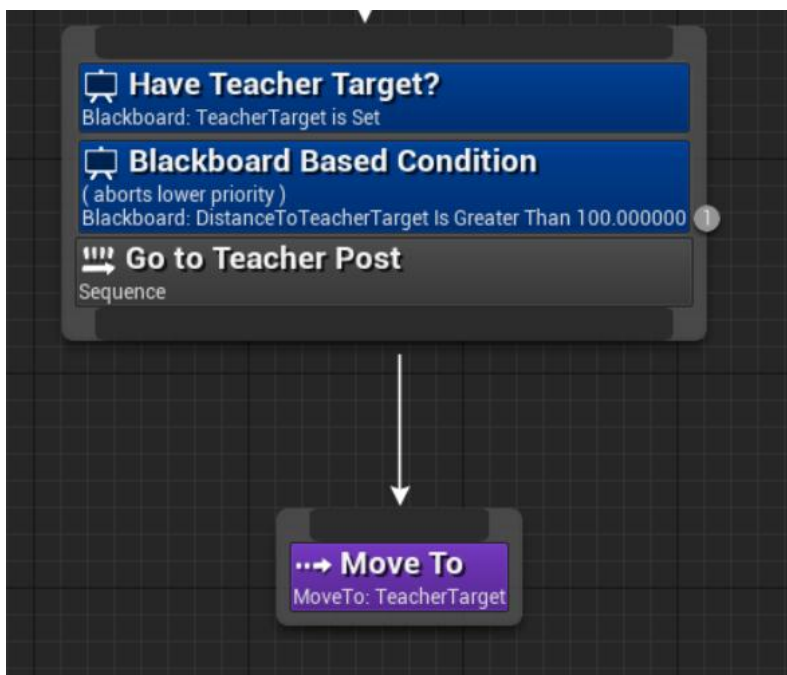 Have Teacher Target?
Blackboard: TeacherTarget is Set
Blackboard Based Condition
( aborts lower priority )
Blackboard: DistanceToTeacherTarget Is Greater Than 100.000000
1
Go to Teacher Post
Sequence
Move To
MoveTo: TeacherTarget